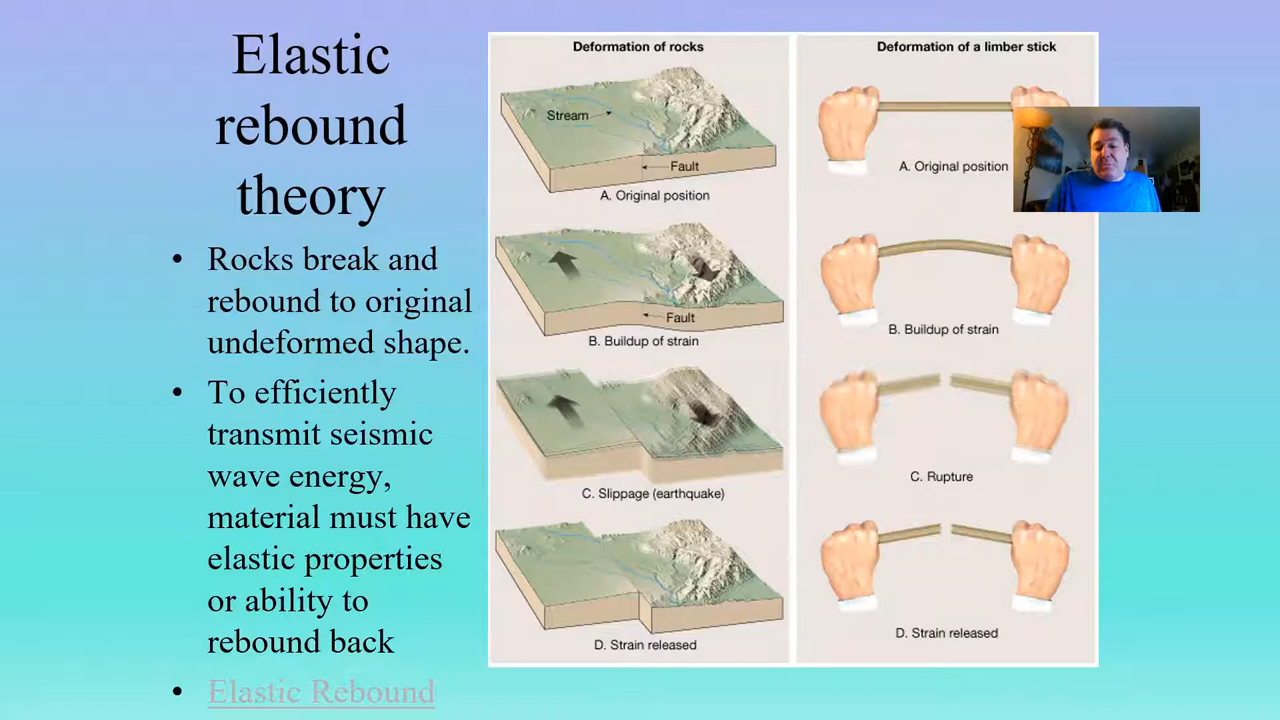 Elastic
rebound
theory
• Rocks break and
rebound to original
undeformed shape.
• To efficiently
transmit seismic
wave energy,
material must have
elastic properties
or ability to
rebound back
• Elastic Rebound
Deformation of rocks
Stream
Fault
A. Original position
Fault
B. Buildup of strain
C. Slippage (earthquake)
D. Strain released
Deformation of a limber stick
A. Original position
B. Buildup of strain
C. Rupture
D. Strain released